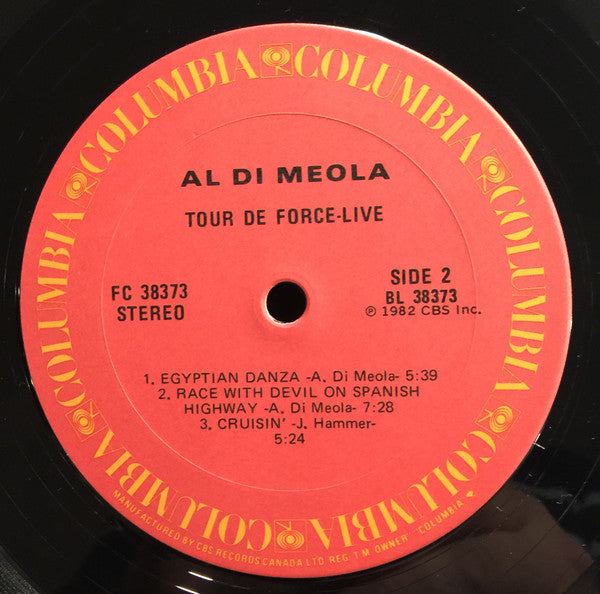 COLUMBIA COLUMBIA COLUMBIA COLUMBIA COLUMBIA COLUMBIA
AL DI MEOLA
TOUR DE FORCE-LIVE
FC 38373
STEREO
SIDE 2
BL 38373
℗ 1982 CBS Inc.
1. EGYPTIAN DANZA -A. Di Meola- 5:39
2. RACE WITH DEVIL ON SPANISH
HIGHWAY -A. Di Meola- 7:28
3. CRUISIN' -J. Hammer-
5:24
MANUFACTURED BY CBS RECORDS CANADA LTD REG. T.M. OWNER "COLUMBIA"